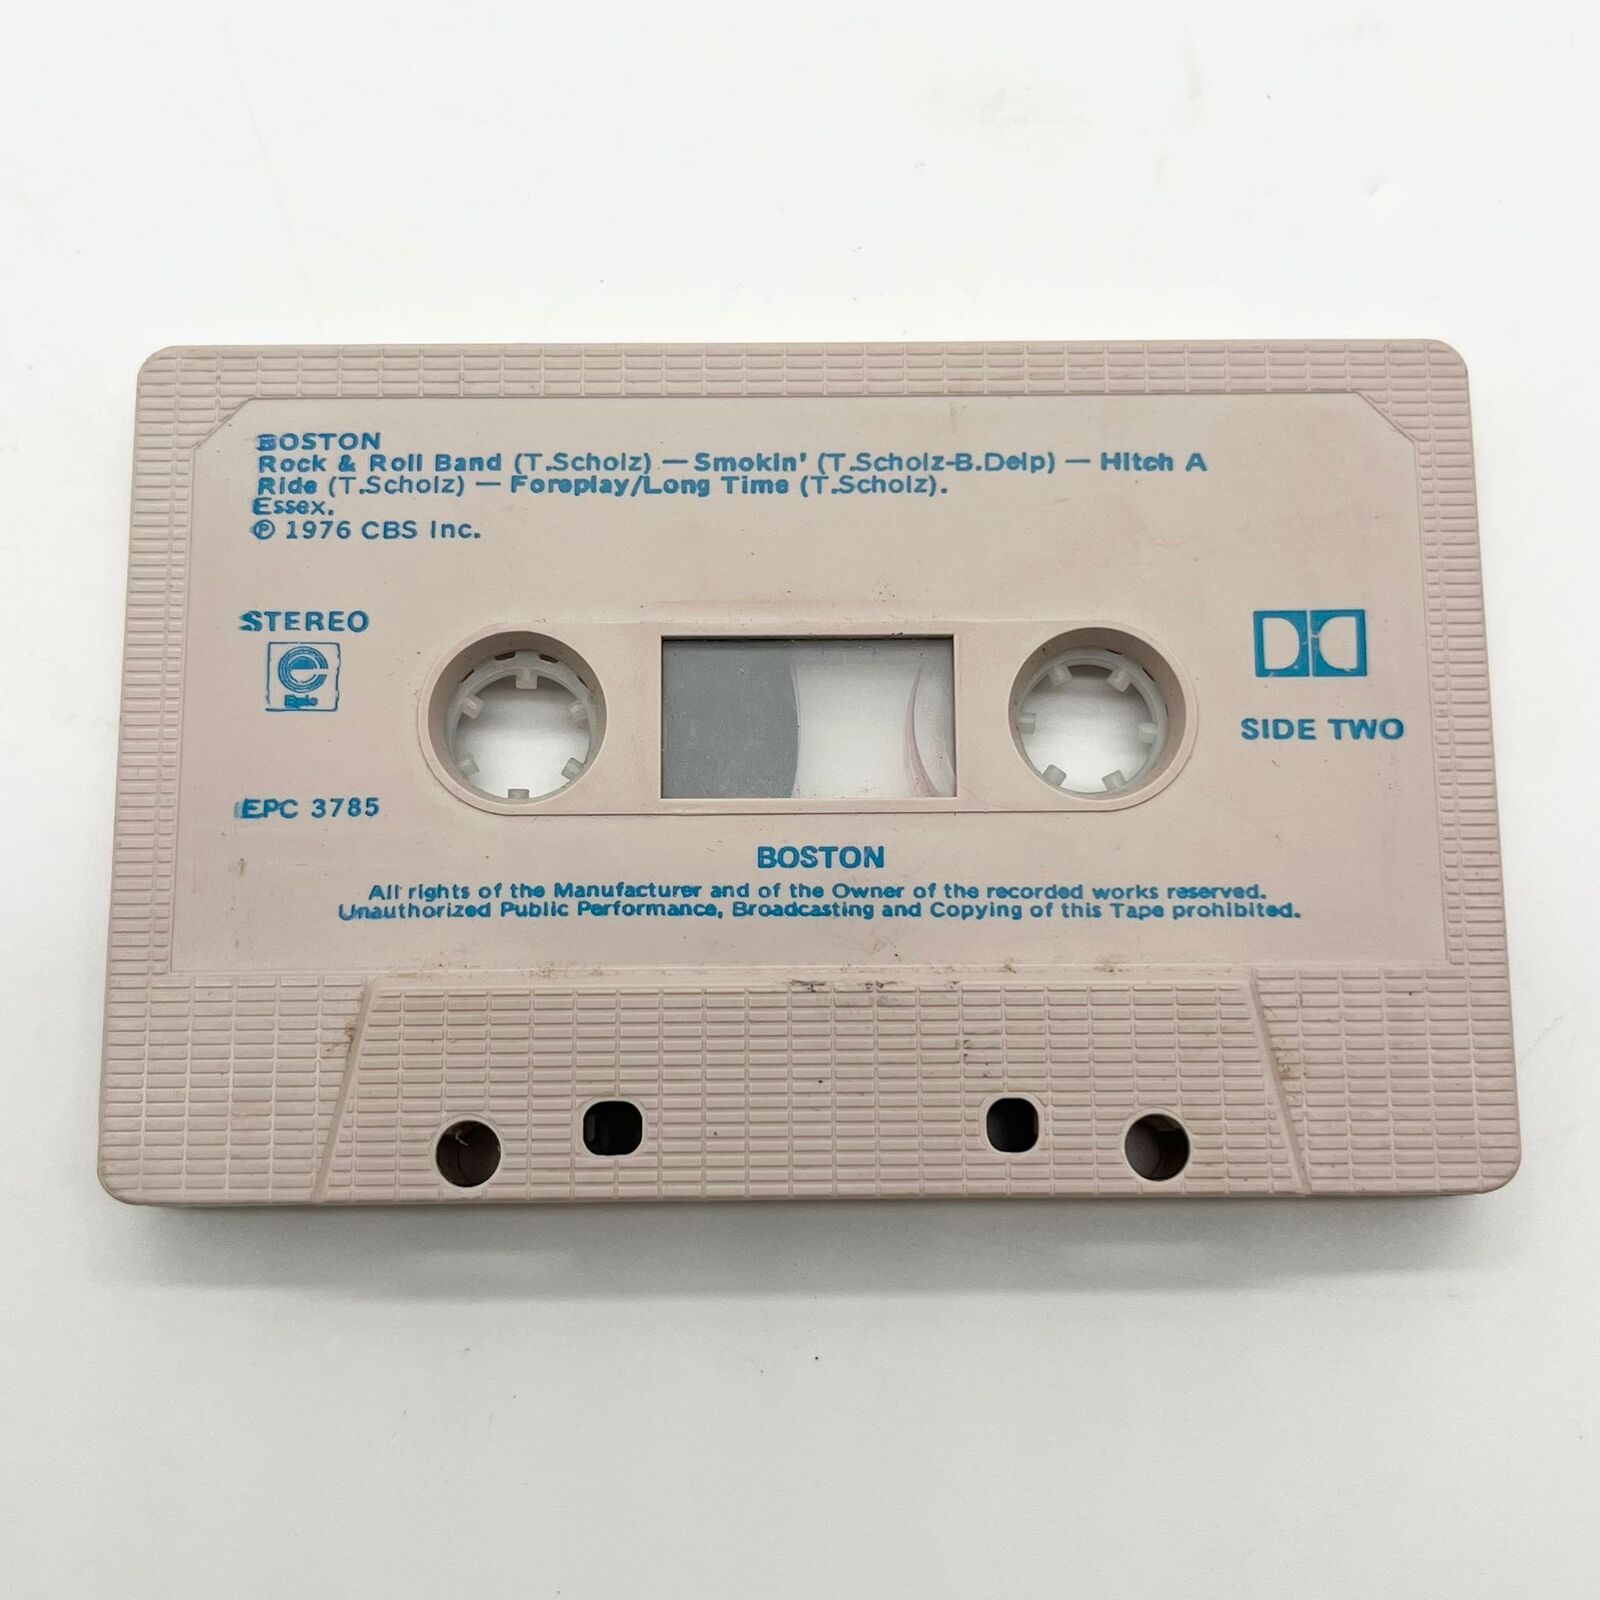 BOSTON
Rock & Roll Band (T.Scholz) — Smokin' (T.Scholz-B.Delp) — Hitch A
Ride (T.Scholz) — Foreplay/Long Time (T.Scholz).
Essex.
℗ 1976 CBS Inc.
STEREO
e
Epic
SIDE TWO
EPC 3785
BOSTON
All rights of the Manufacturer and of the Owner of the recorded works reserved.
Unauthorized Public Performance, Broadcasting and Copying of this Tape prohibited.